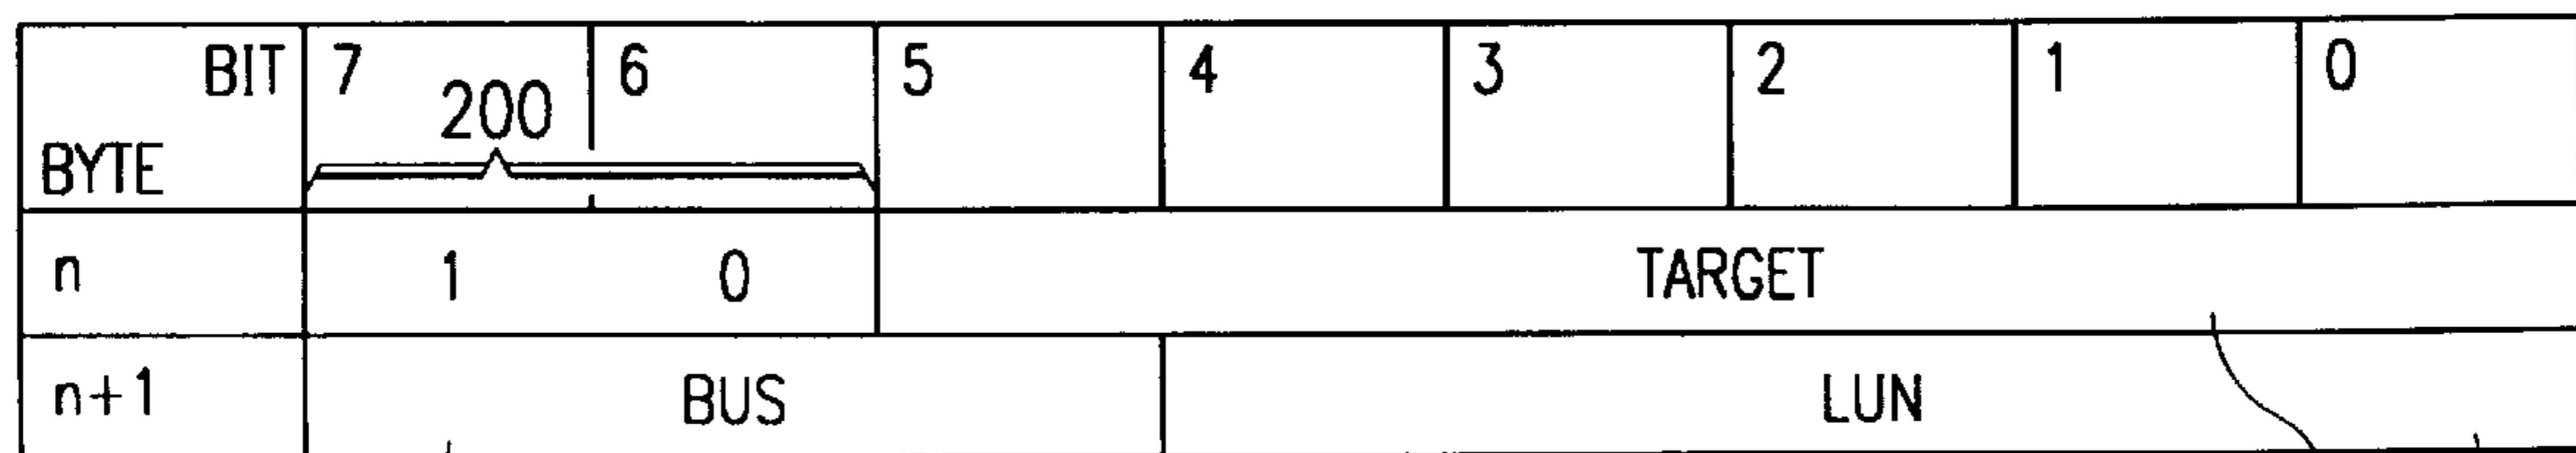 BIT 7 6 5 4 3 2 1 0
200
BYTE
n 1 0 TARGET
n+1 BUS LUN